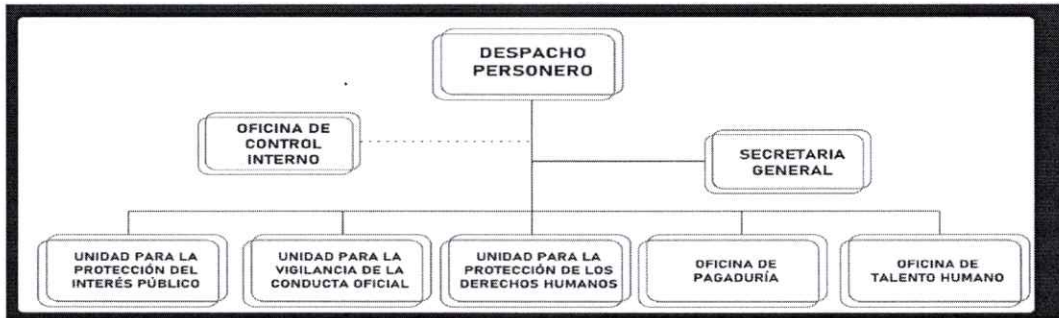 DESPACHO
PERSONERO
OFICINA DE
CONTROL
INTERNO
SECRETARIA
GENERAL
UNIDAD PARA LA
PROTECCIÓN DEL
INTERÉS PÚBLICO
UNIDAD PARA LA
VIGILANCIA DE LA
CONDUCTA OFICIAL
UNIDAD PARA LA
PROTECCIÓN DE LOS
DERECHOS HUMANOS
OFICINA DE
PAGADURÍA
OFICINA DE
TALENTO HUMANO